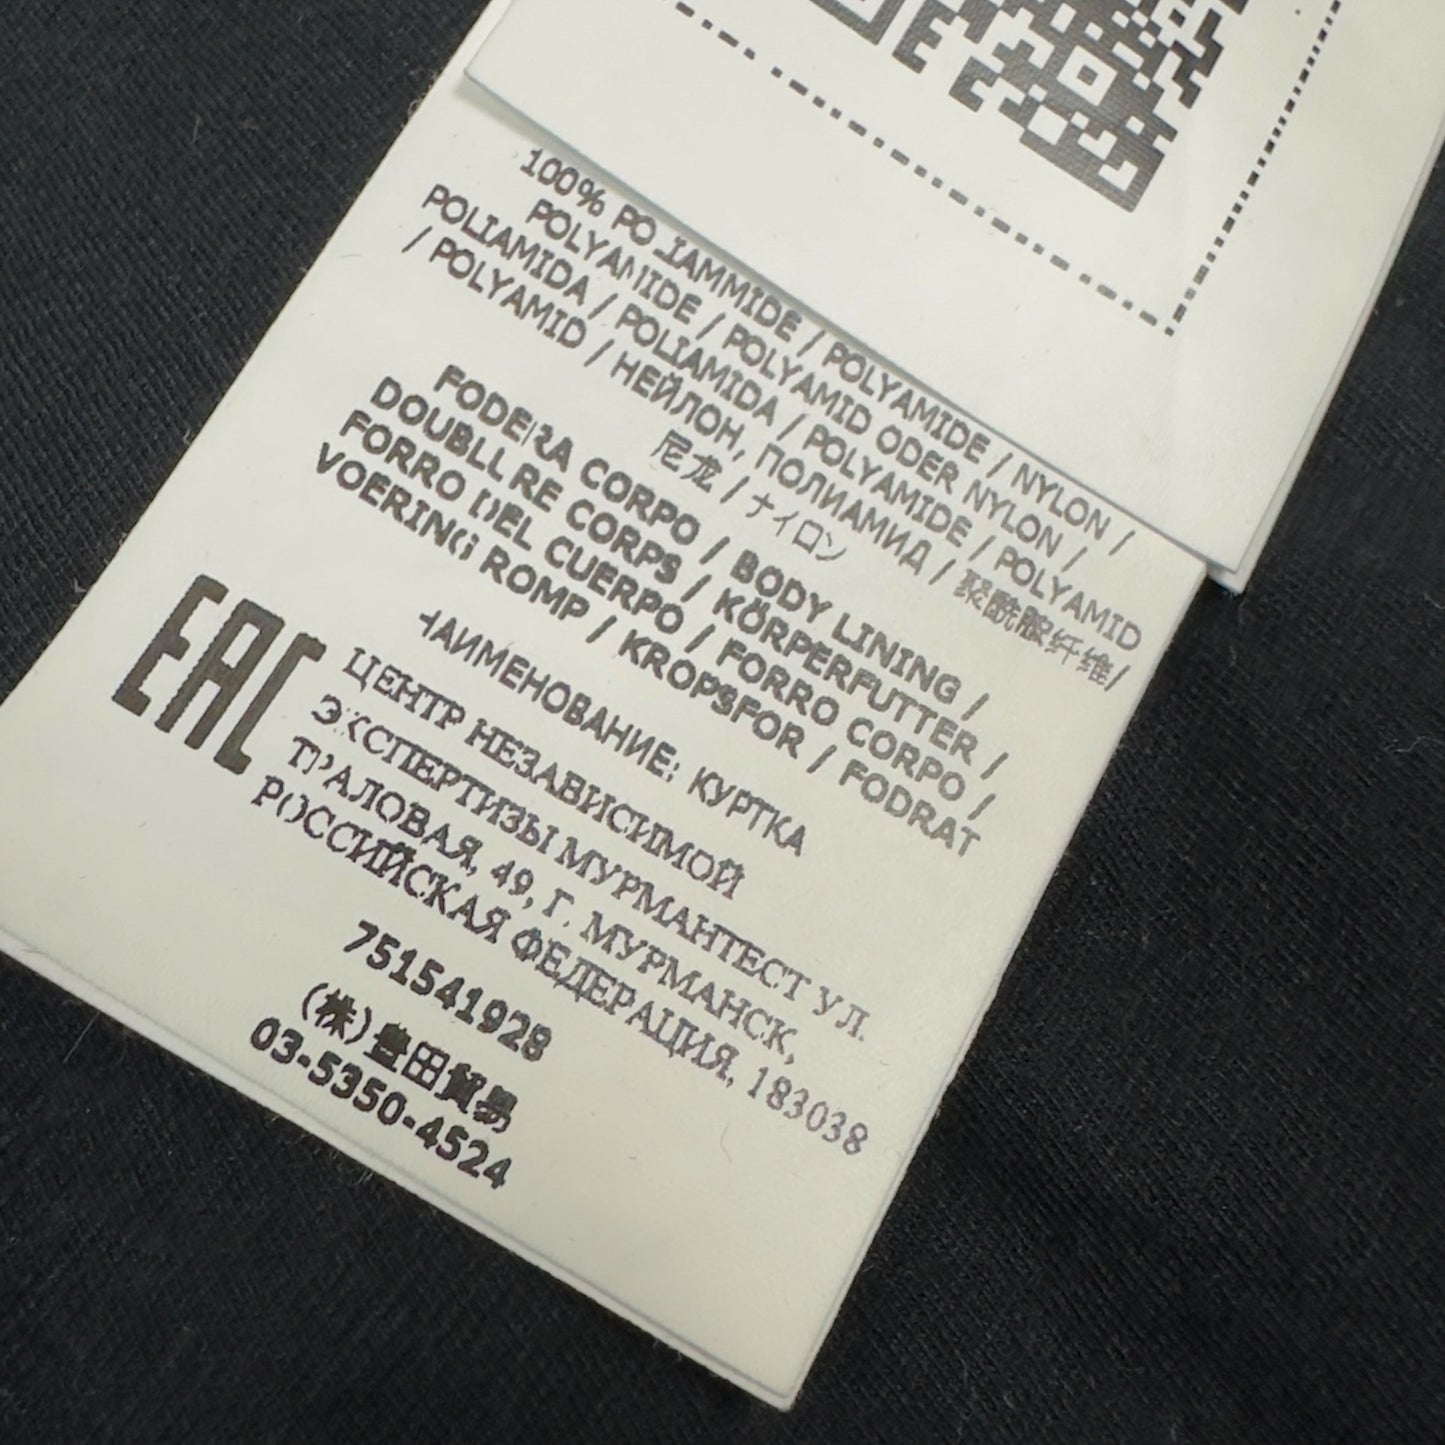 100% POLIAMMIDE / POLYAMIDE / NYLON /
POLYAMIDE / POLYAMID ODER NYLON /
POLIAMIDA / POLIAMIDA / POLYAMIDE / POLYAMID
/ POLYAMID / НЕЙЛОН, ПОЛИАМИД / 聚酰胺纤维/
尼龙 / ナイロン
FODERA CORPO / BODY LINING /
DOUBLURE CORPS / KÖRPERFUTTER /
FORRO DEL CUERPO / FORRO CORPO /
VOERING ROMP / KROPSFOR / FODRAT
НАИМЕНОВАНИЕ: КУРТКА
EAC
ЦЕНТР НЕЗАВИСИМОЙ
ЭКСПЕРТИЗЫ МУРМАНТЕСТ УЛ.
ТРАЛОВАЯ, 49, Г. МУРМАНСК,
РОССИЙСКАЯ ФЕДЕРАЦИЯ, 183038
751541928
(株)豊田貿易
03-5350-4524